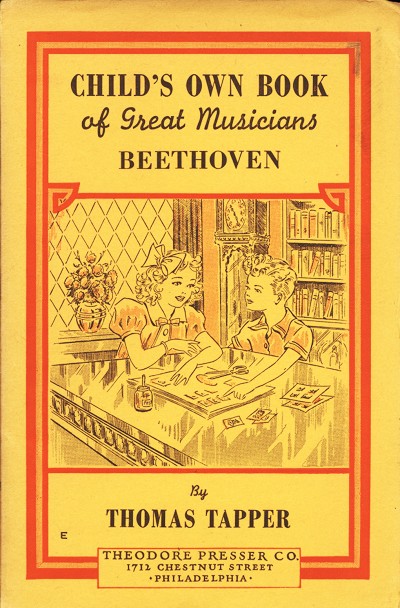 CHILD'S OWN BOOK
of Great Musicians
BEETHOVEN
By
THOMAS TAPPER
E
THEODORE PRESSER CO.
1712 CHESTNUT STREET
• PHILADELPHIA •